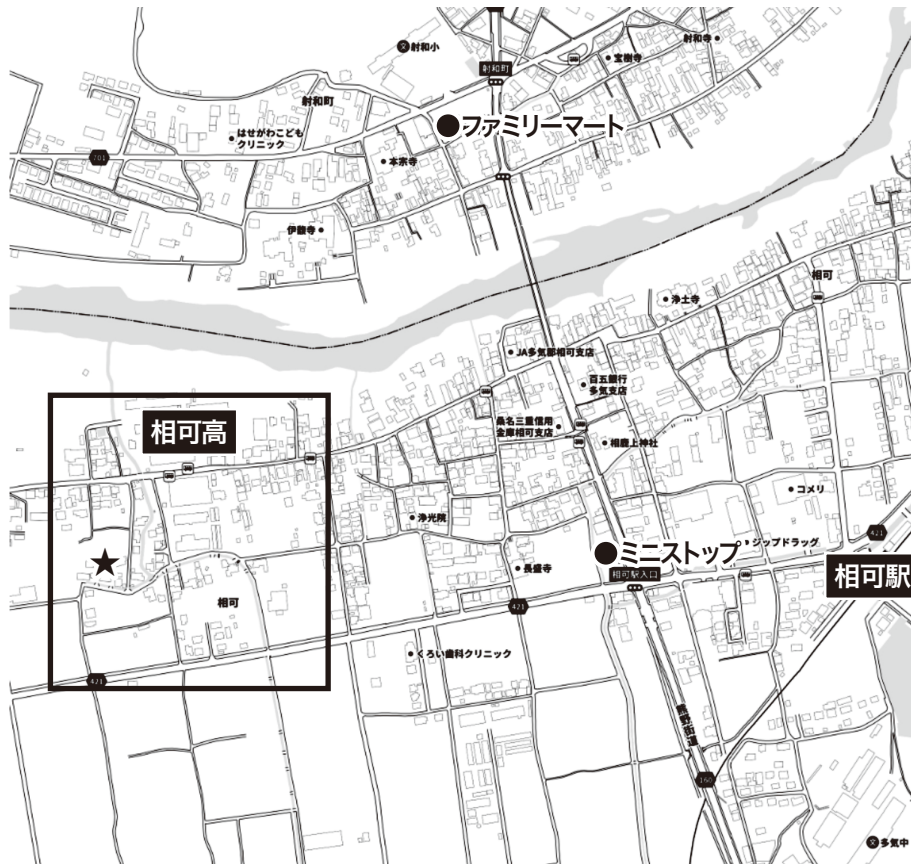 射和小
射和寺
宝樹寺
射和町
射和町
はせがわこども
クリニック
ファミリーマート
701
本宗寺
相可
浄土寺
JA多気郡相可支店
百五銀行
多気支店
相可高
桑名三重信用
金庫相可支店
相鹿上神社
コメリ
浄光院
ミニストップ
ジップドラッグ
421
長盛寺
相可駅入口
相可駅
相可
421
くろい歯科クリニック
421
熊野街道
160
多気中